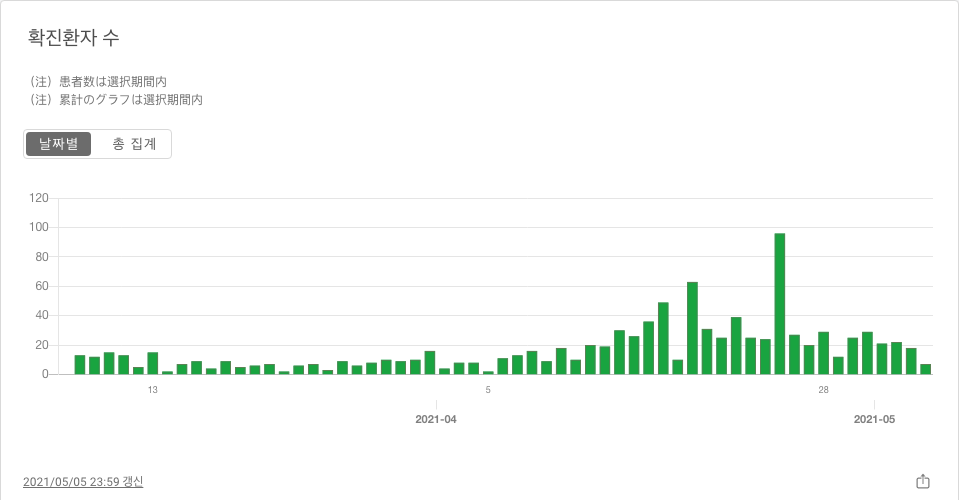 확진환자 수
（注）患者数は選択期間内
（注）累計のグラフは選択期間内
날짜별 총 집계
120
100
80
60
40
20
0
13 5 28
2021-04 2021-05
2021/05/05 23:59 갱신